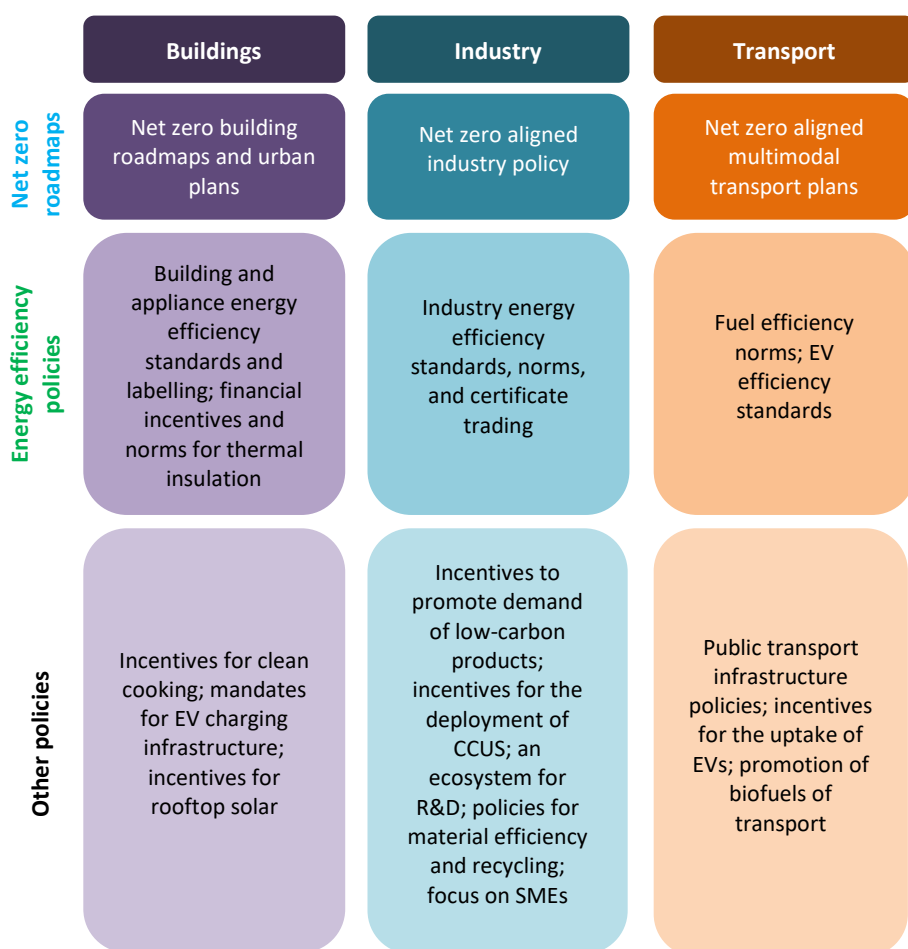 Buildings
Industry
Transport
Net zero
roadmaps
Net zero building
roadmaps and urban
plans
Net zero aligned
industry policy
Net zero aligned
multimodal
transport plans
Energy efficiency
policies
Building and
appliance energy
efficiency
standards and
labelling; financial
incentives and
norms for thermal
insulation
Industry energy
efficiency
standards, norms,
and certificate
trading
Fuel efficiency
norms; EV
efficiency
standards
Other policies
Incentives for clean
cooking; mandates
for EV charging
infrastructure;
incentives for
rooftop solar
Incentives to
promote demand
of low-carbon
products;
incentives for the
deployment of
CCUS; an
ecosystem for
R&D; policies for
material efficiency
and recycling;
focus on SMEs
Public transport
infrastructure
policies; incentives
for the uptake of
EVs; promotion of
biofuels of
transport